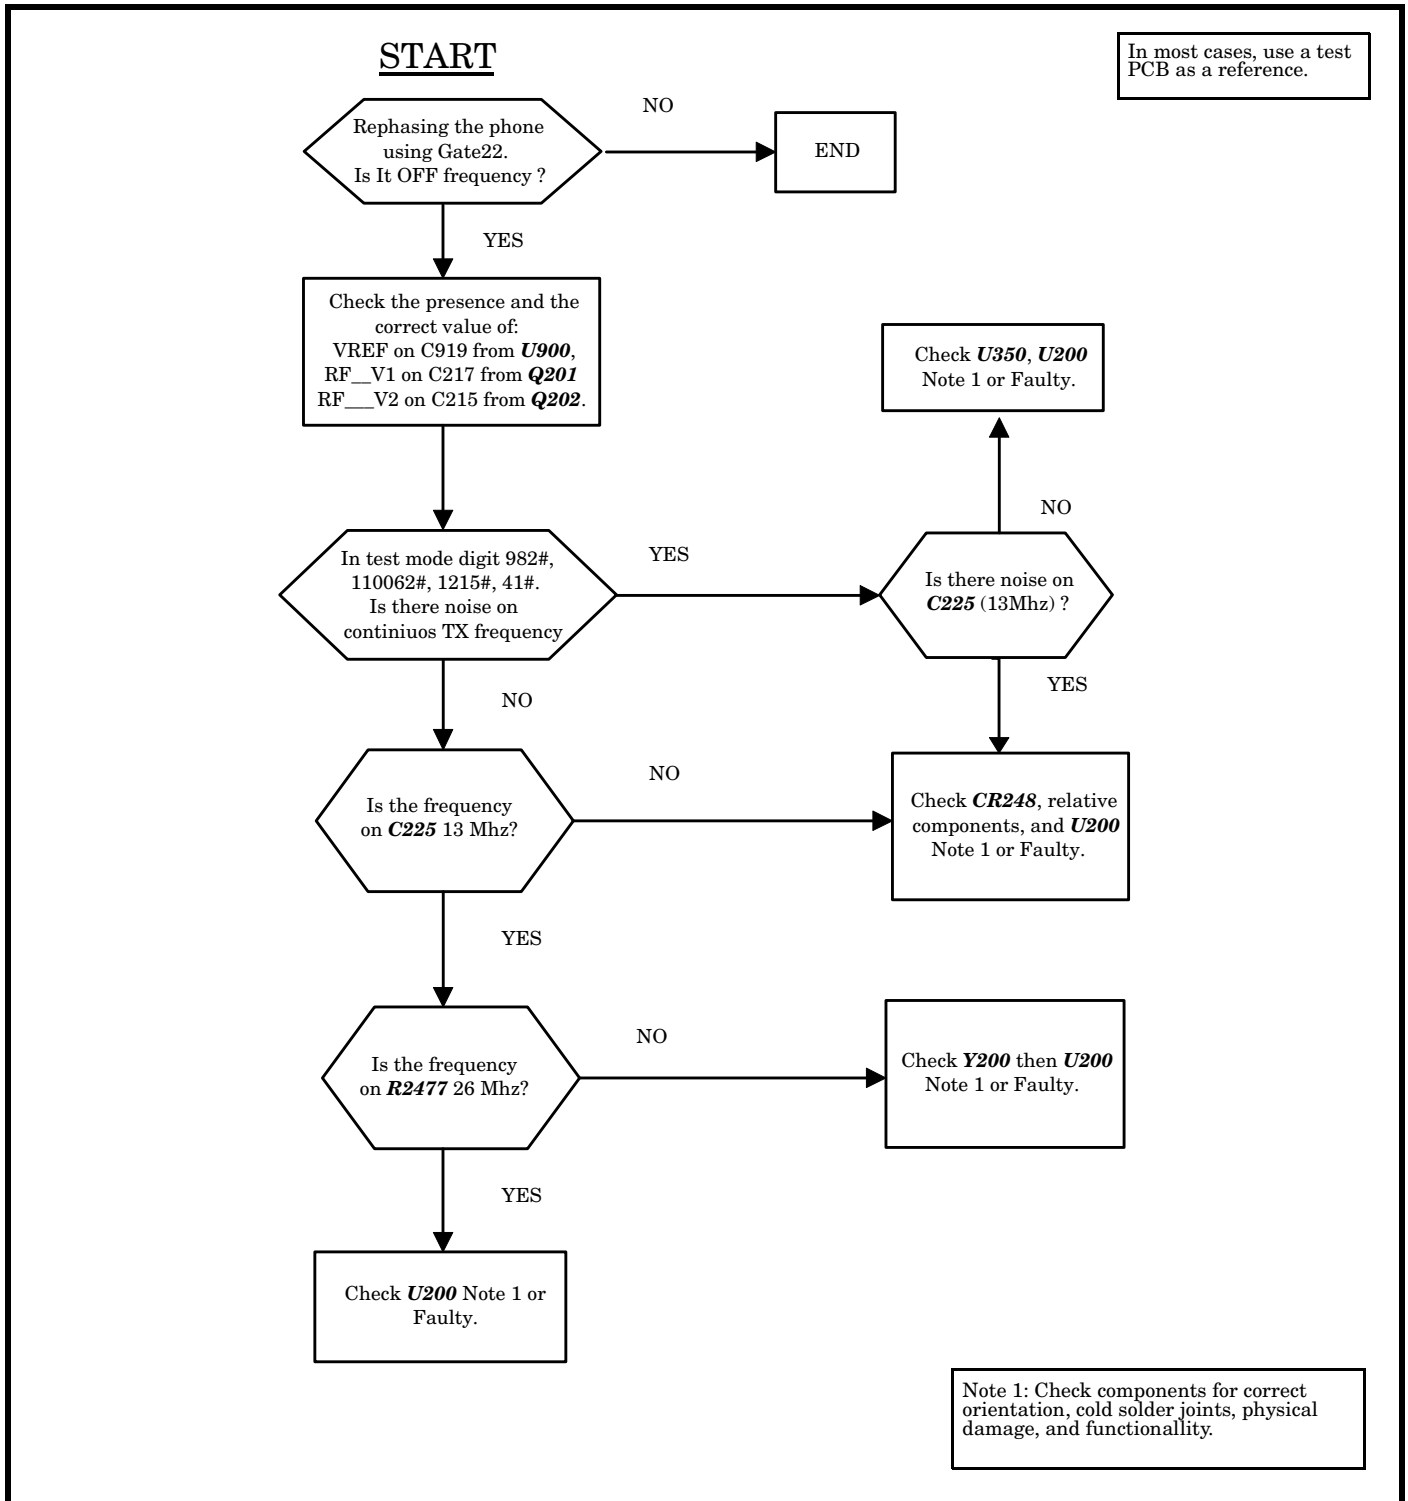 START
In most cases, use a test
PCB as a reference.
Rephasing the phone
using Gate22.
Is It OFF frequency ?
NO
END
YES
Check the presence and the
correct value of:
VREF on C919 from U900,
RF__V1 on C217 from Q201
RF___V2 on C215 from Q202.
Check U350, U200
Note 1 or Faulty.
NO
In test mode digit 982#,
110062#, 1215#, 41#.
Is there noise on
continiuos TX frequency
YES
Is there noise on
C225 (13Mhz) ?
YES
NO
Is the frequency
on C225 13 Mhz?
NO
Check CR248, relative
components, and U200
Note 1 or Faulty.
YES
Is the frequency
on R2477 26 Mhz?
NO
Check Y200 then U200
Note 1 or Faulty.
YES
Check U200 Note 1 or
Faulty.
Note 1: Check components for correct
orientation, cold solder joints, physical
damage, and functionallity.